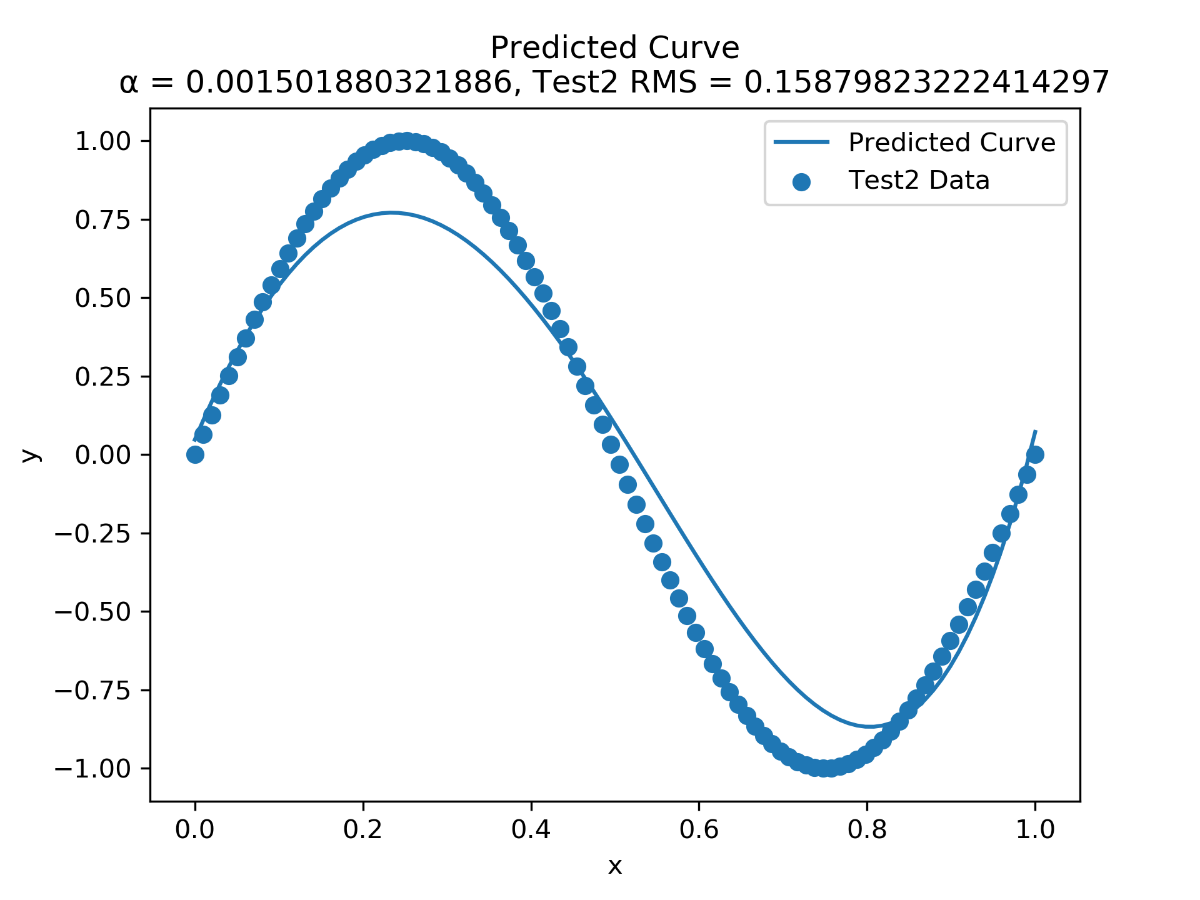 Predicted Curve
α = 0.001501880321886, Test2 RMS = 0.15879823222414297
Predicted Curve
Test2 Data
1.00
0.75
0.50
0.25
0.00
−0.25
−0.50
−0.75
−1.00
y
0.0 0.2 0.4 0.6 0.8 1.0
x